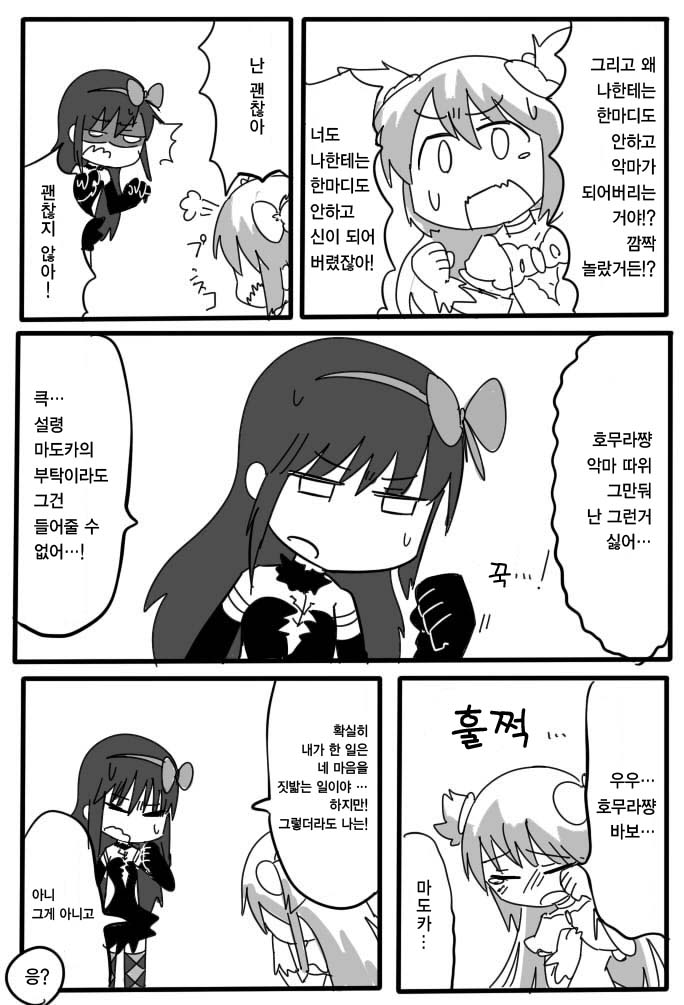 그리고 왜
나한테는
한마디도
안하고
악마가
되어버리는
거야!?
깜짝
놀랐거든!?
너도
나한테는
한마디도
안하고
신이 되어
버렸잖아!
난 괜찮아
괜찮지 않아!
호무라쨩
악마 따위
그만둬
난 그런거
싫어…
꾹…!
큭…
설령
마도카의
부탁이라도
그건
들어줄 수
없어…!
훌쩍 …
우우…
호무라쨩
바보…
마도카…
확실히
내가 한 일은
네 마음을
짓밟는 일이야 …
하지만!
그렇더라도 나는!
아니
그게 아니고
응?